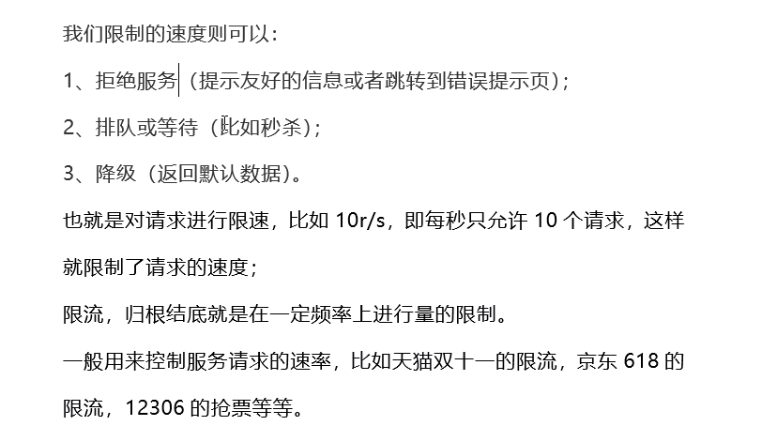 我们限制的速度则可以：
1、拒绝服务（提示友好的信息或者跳转到错误提示页）；
2、排队或等待（比如秒杀）；
3、降级（返回默认数据）。
也就是对请求进行限速，比如 10r/s，即每秒只允许 10 个请求，这样
就限制了请求的速度；
限流，归根结底就是在一定频率上进行量的限制。
一般用来控制服务请求的速率，比如天猫双十一的限流，京东 618 的
限流，12306 的抢票等等。